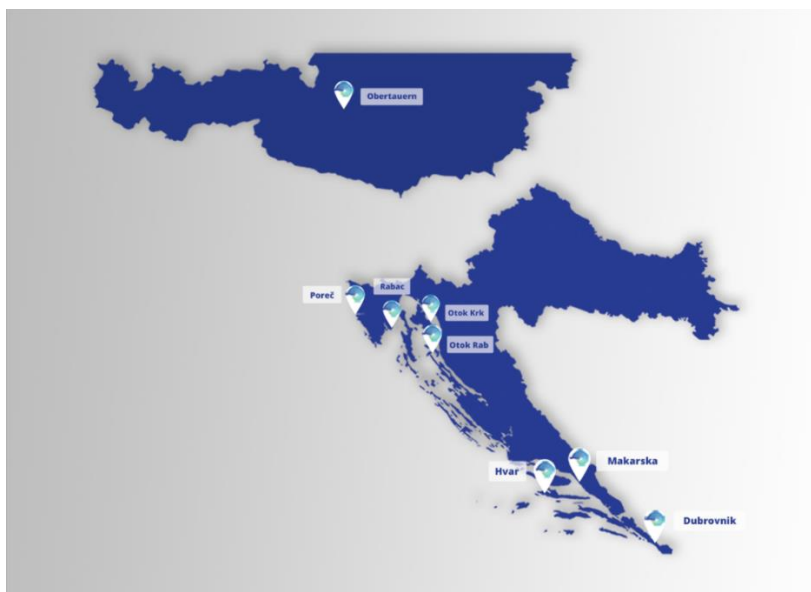 Obertauern
Rabac
Poreč
Otok Krk
Otok Rab
Makarska
Hvar
Dubrovnik